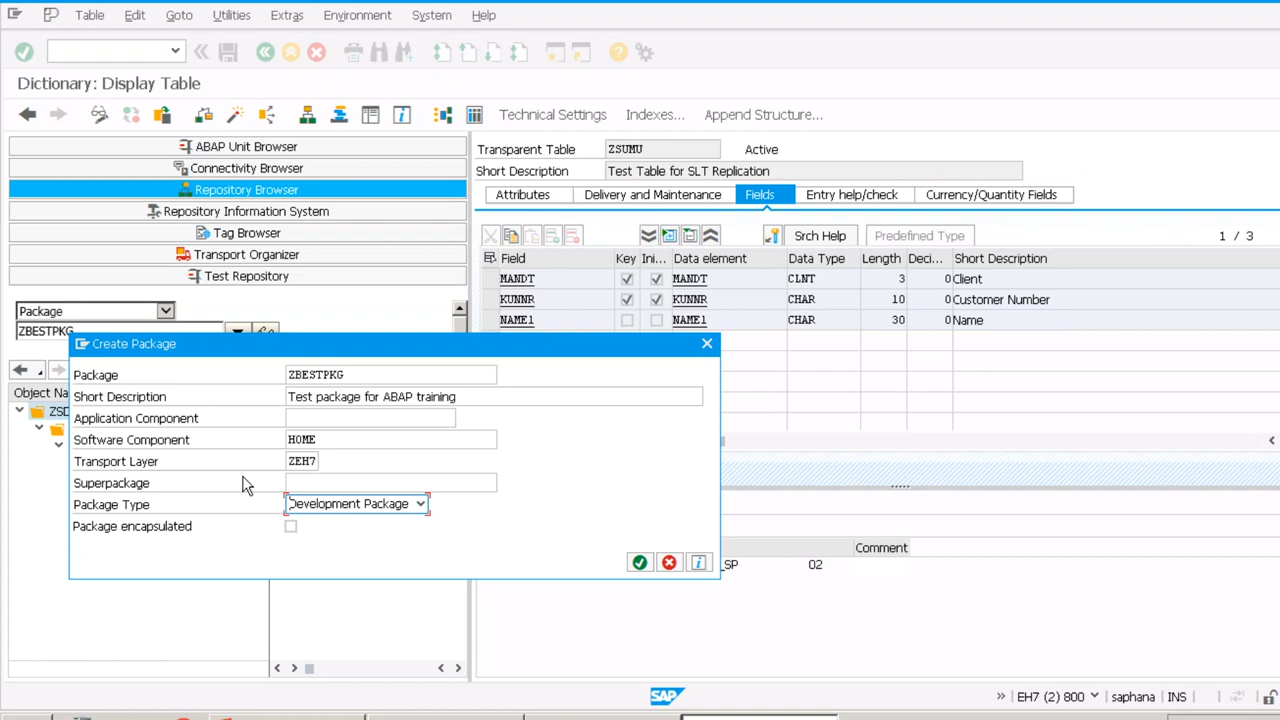 Table Edit Goto Utilities Extras Environment System Help
Dictionary: Display Table
Technical Settings Indexes... Append Structure...
ABAP Unit Browser
Connectivity Browser
Repository Browser
Repository Information System
Tag Browser
Transport Organizer
Test Repository
Package
ZBESTPKG
Object Na
ZSD
Transparent Table ZSUMU Active
Short Description Test Table for SLT Replication
Attributes Delivery and Maintenance Fields Entry help/check Currency/Quantity Fields
Srch Help Predefined Type 1 / 3
Field Key Ini... Data element Data Type Length Deci... Short Description
MANDT MANDT CLNT 3 0 Client
KUNNR KUNNR CHAR 10 0 Customer Number
NAME1 NAME1 CHAR 30 0 Name
Create Package
Package ZBESTPKG
Short Description Test package for ABAP training
Application Component
Software Component HOME
Transport Layer ZEH7
Superpackage
Package Type Development Package
Package encapsulated
Comment
_SP 02
SAP
EH7 (2) 800 saphana INS